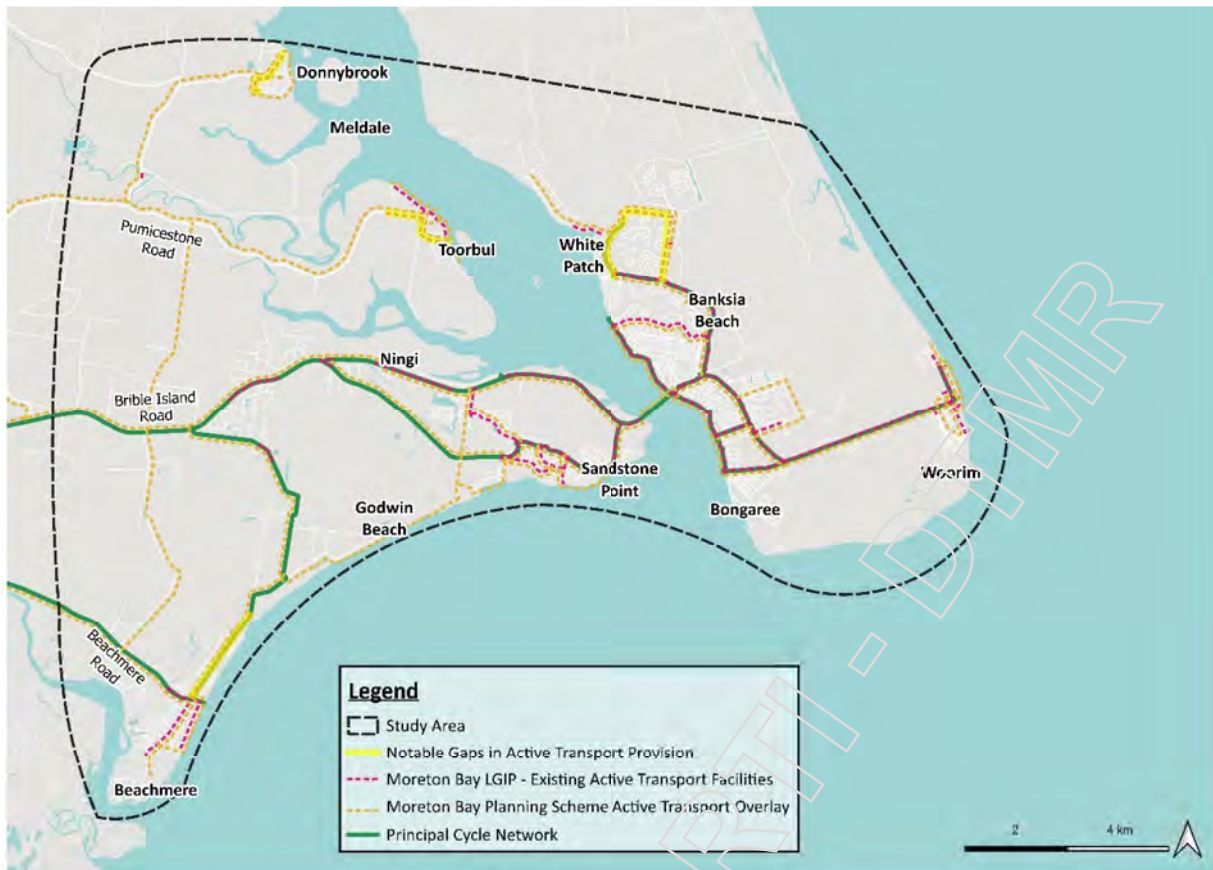 Donnybrook
Meldale
Pumicestone
Road
Toorbul
White
Patch
Banksia
Beach
Ningi
Bribie Island
Road
Sandstone
Point
Woorim
Godwin
Beach
Bongaree
Beachmere
Road
Beachmere
Legend
Study Area
Notable Gaps in Active Transport Provision
Moreton Bay LGIP - Existing Active Transport Facilities
Moreton Bay Planning Scheme Active Transport Overlay
Principal Cycle Network
2 4 km
RTI - DTMR